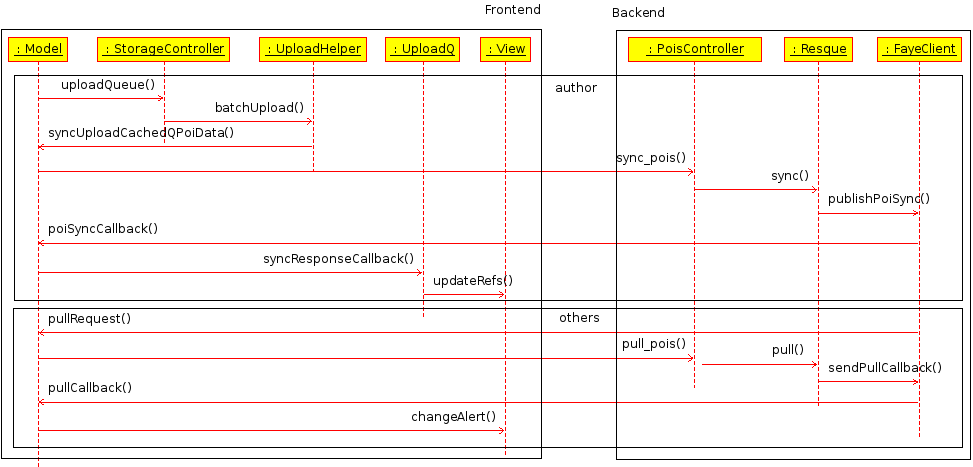 Frontend
Backend
: Model
: StorageController
: UploadHelper
: UploadQ
: View
: PoisController
: Resque
: FayeClient
author
uploadQueue()
batchUpload()
syncUploadCachedQPoiData()
sync_pois()
sync()
publishPoiSync()
poiSyncCallback()
syncResponseCallback()
updateRefs()
others
pullRequest()
pull_pois()
pull()
sendPullCallback()
pullCallback()
changeAlert()